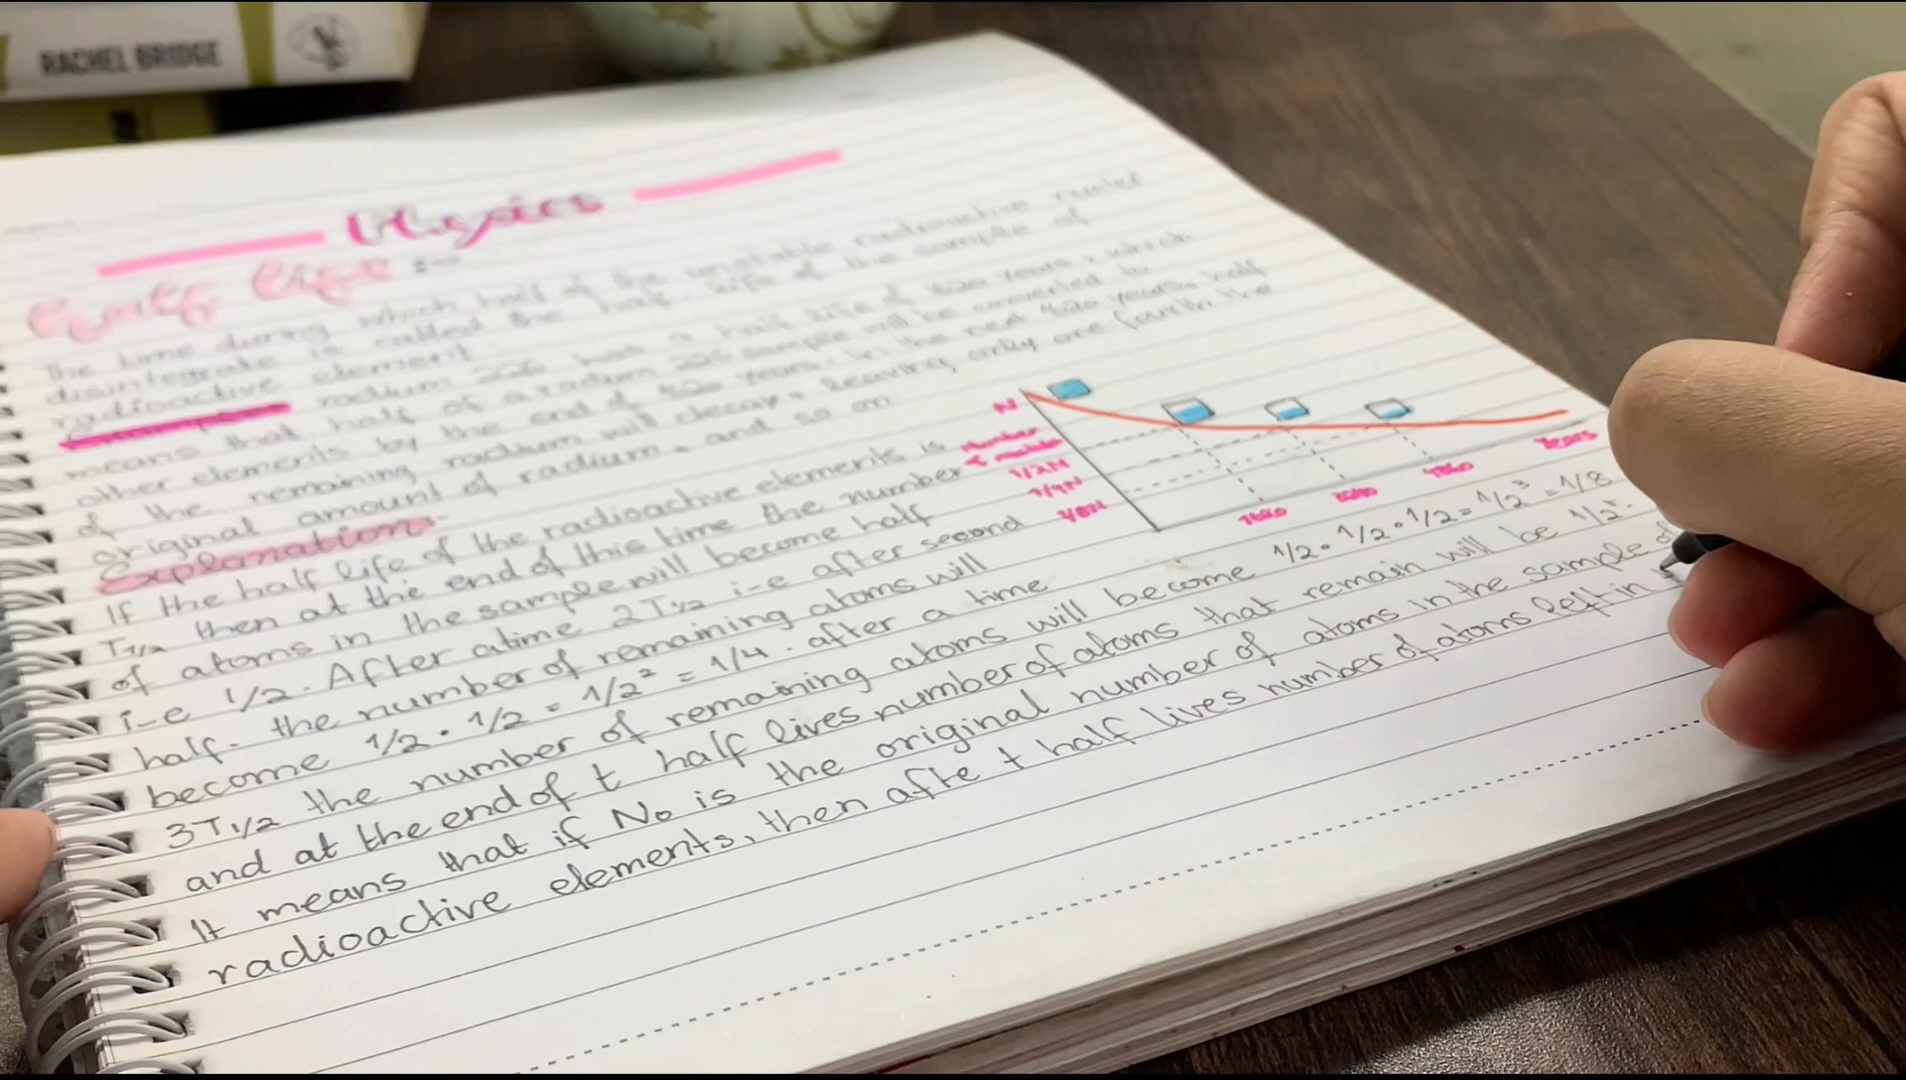 RACHEL BRIDGE
Physics
Half life :-
The time during which half of the unstable radioactive nuclei
disintegrate is called the half-life of the sample of
radioactive element.
radium 226 has a half life of 1620 years, which
means that half of a radium 226 sample will be converted to
other elements by the end of 1620 years. In the next 1620 years, half
of the remaining radium will decay, leaving only one fourth the
original amount of radium, and so on.
N
Number
1/2N
1/4N
1/8N
1620
4860
Years
Explanation:-
If the half life of the radioactive elements is
T1/2 then at the end of this time the number
of atoms in the sample will become half
i-e 1/2. After atime 2T1/2 i-e after second
half- the number of remaining atoms will
become 1/2 • 1/2 = 1/2² = 1/4. after a time
3T1/2 the number of remaining atoms will become 1/2 • 1/2 • 1/2 = 1/2³ = 1/8
and at the end of t half lives number of atoms that remain will be
It means that if No is the original number of atoms in the sample of
radioactive elements, then afte t half lives number of atoms left in